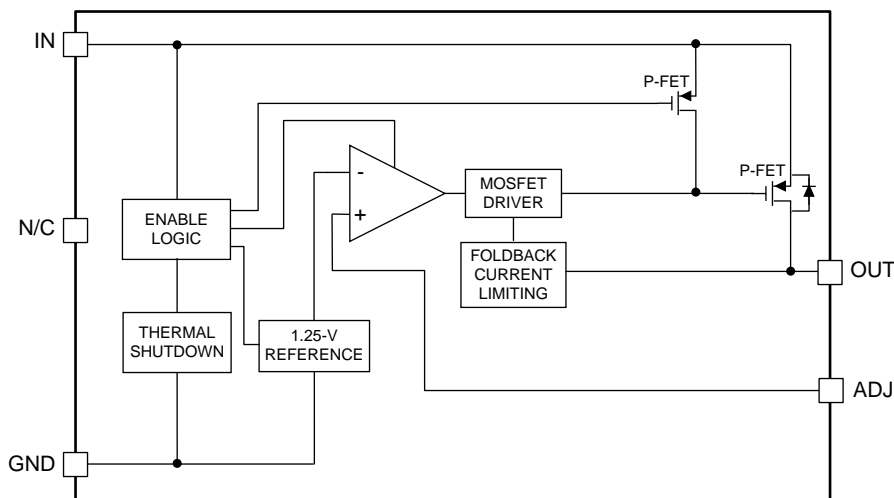 IN
P-FET
P-FET
-
+
MOSFET
DRIVER
N/C
ENABLE
LOGIC
FOLDBACK
CURRENT
LIMITING
OUT
THERMAL
SHUTDOWN
1.25-V
REFERENCE
ADJ
GND